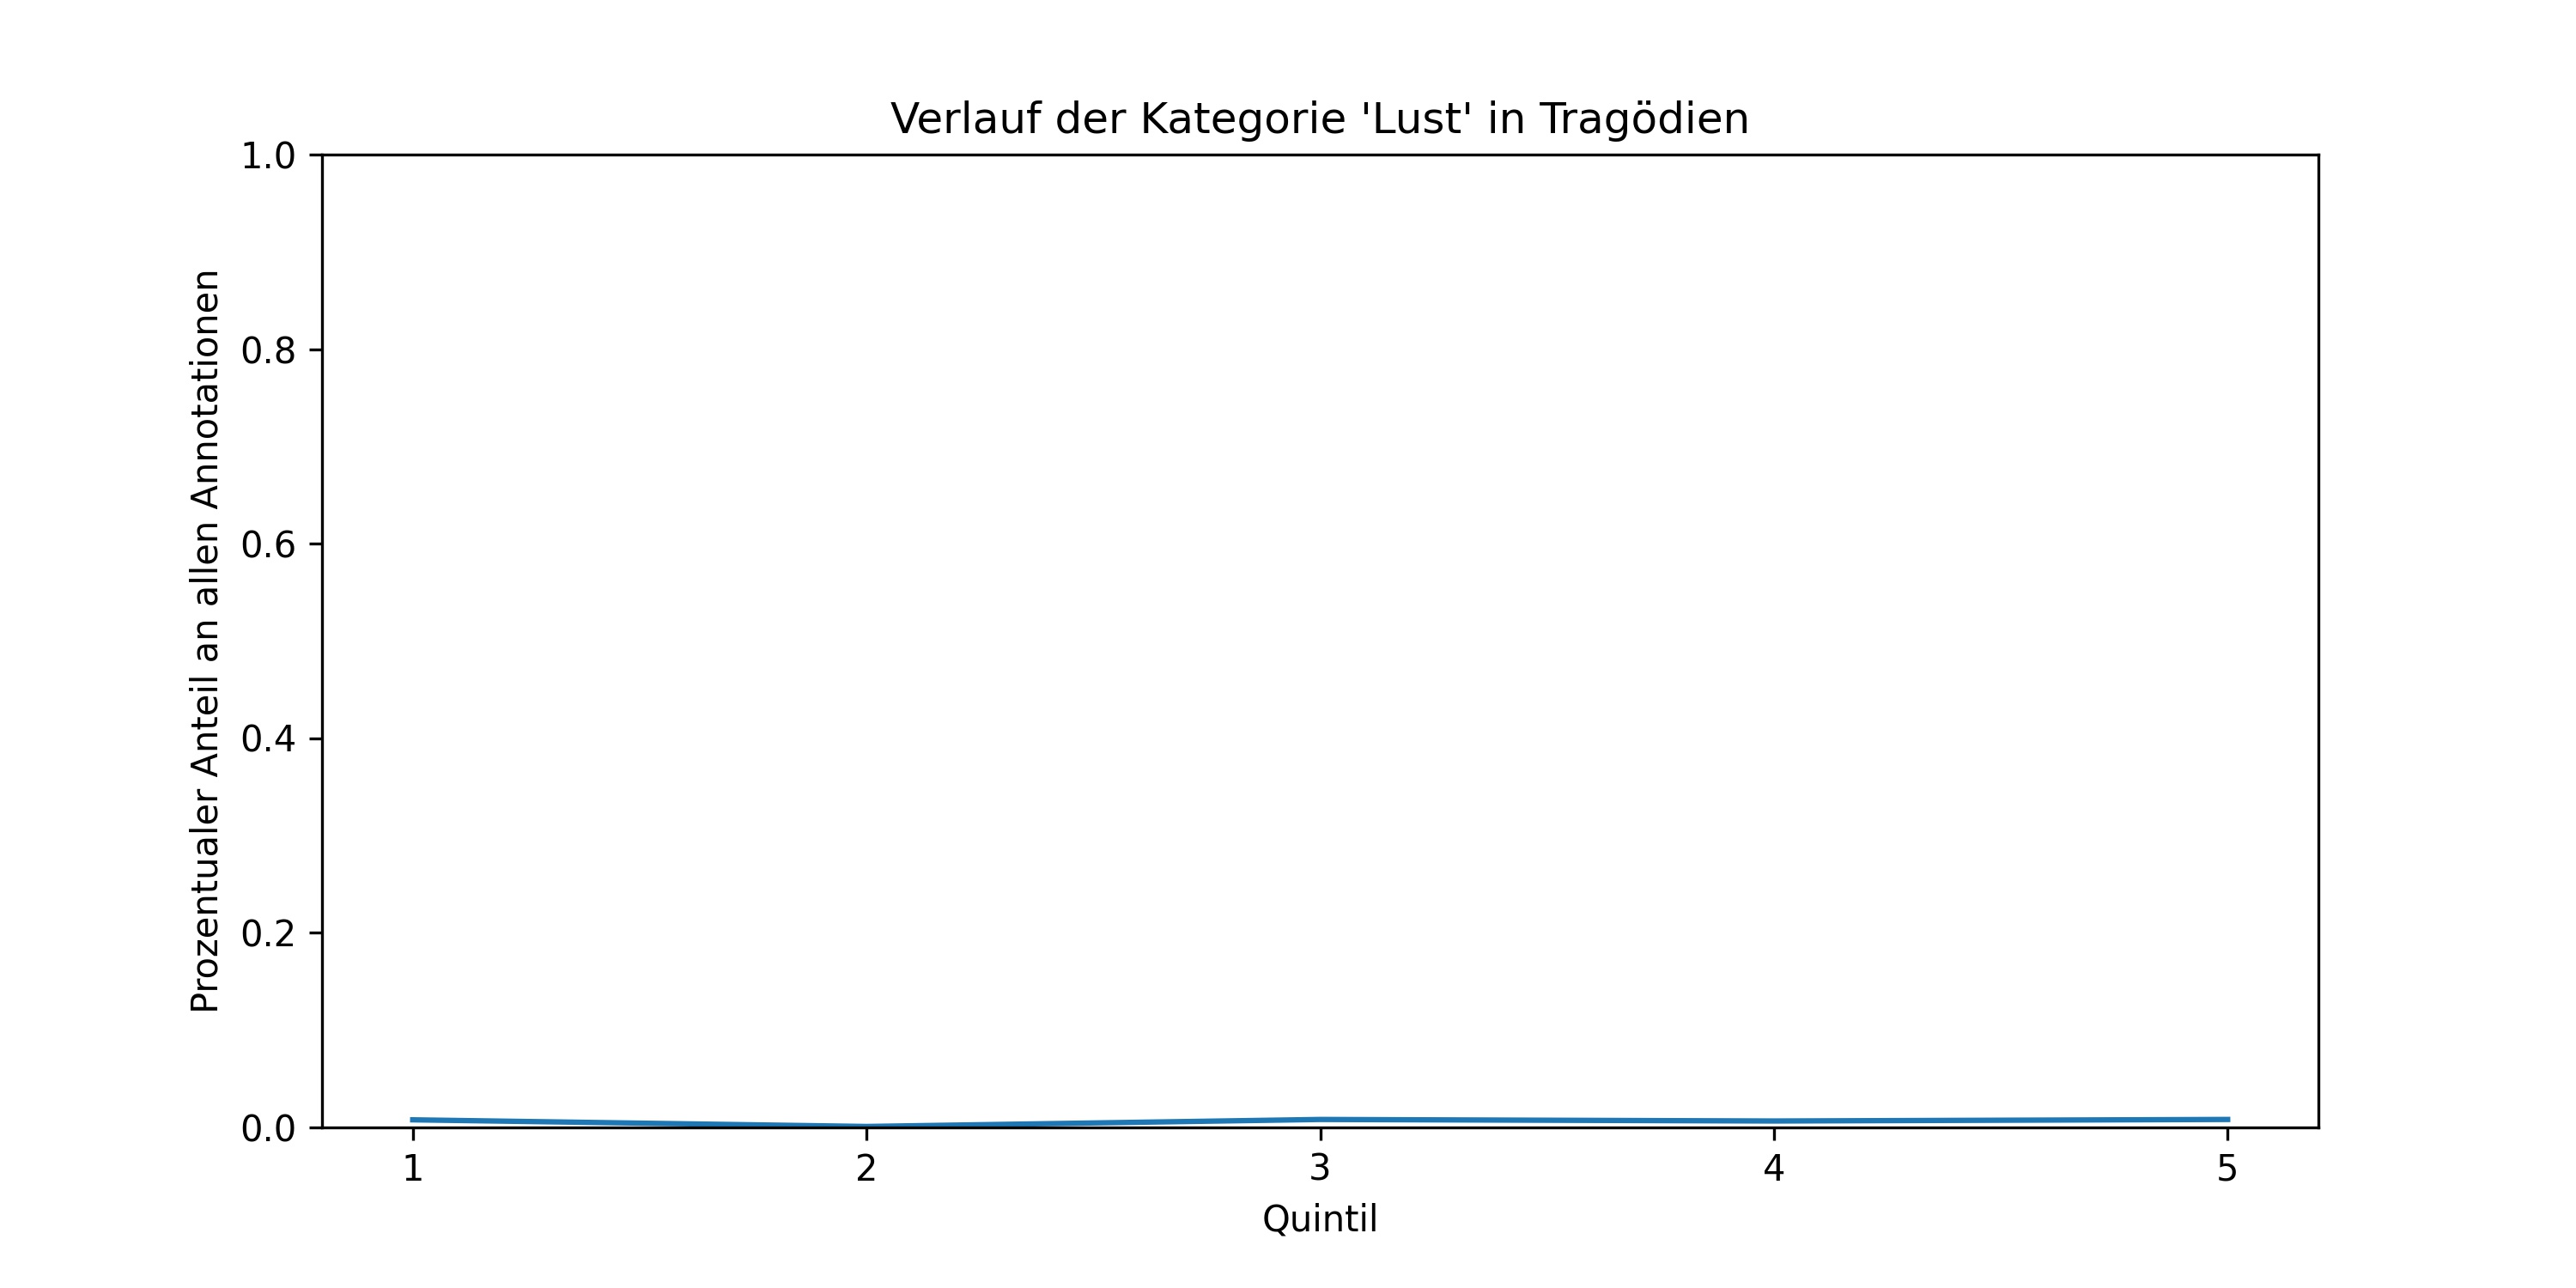 Verlauf der Kategorie 'Lust' in Tragödien
Prozentualer Anteil an allen Annotationen
1.0
0.8
0.6
0.4
0.2
0.0
1 2 3 4 5
Quintil